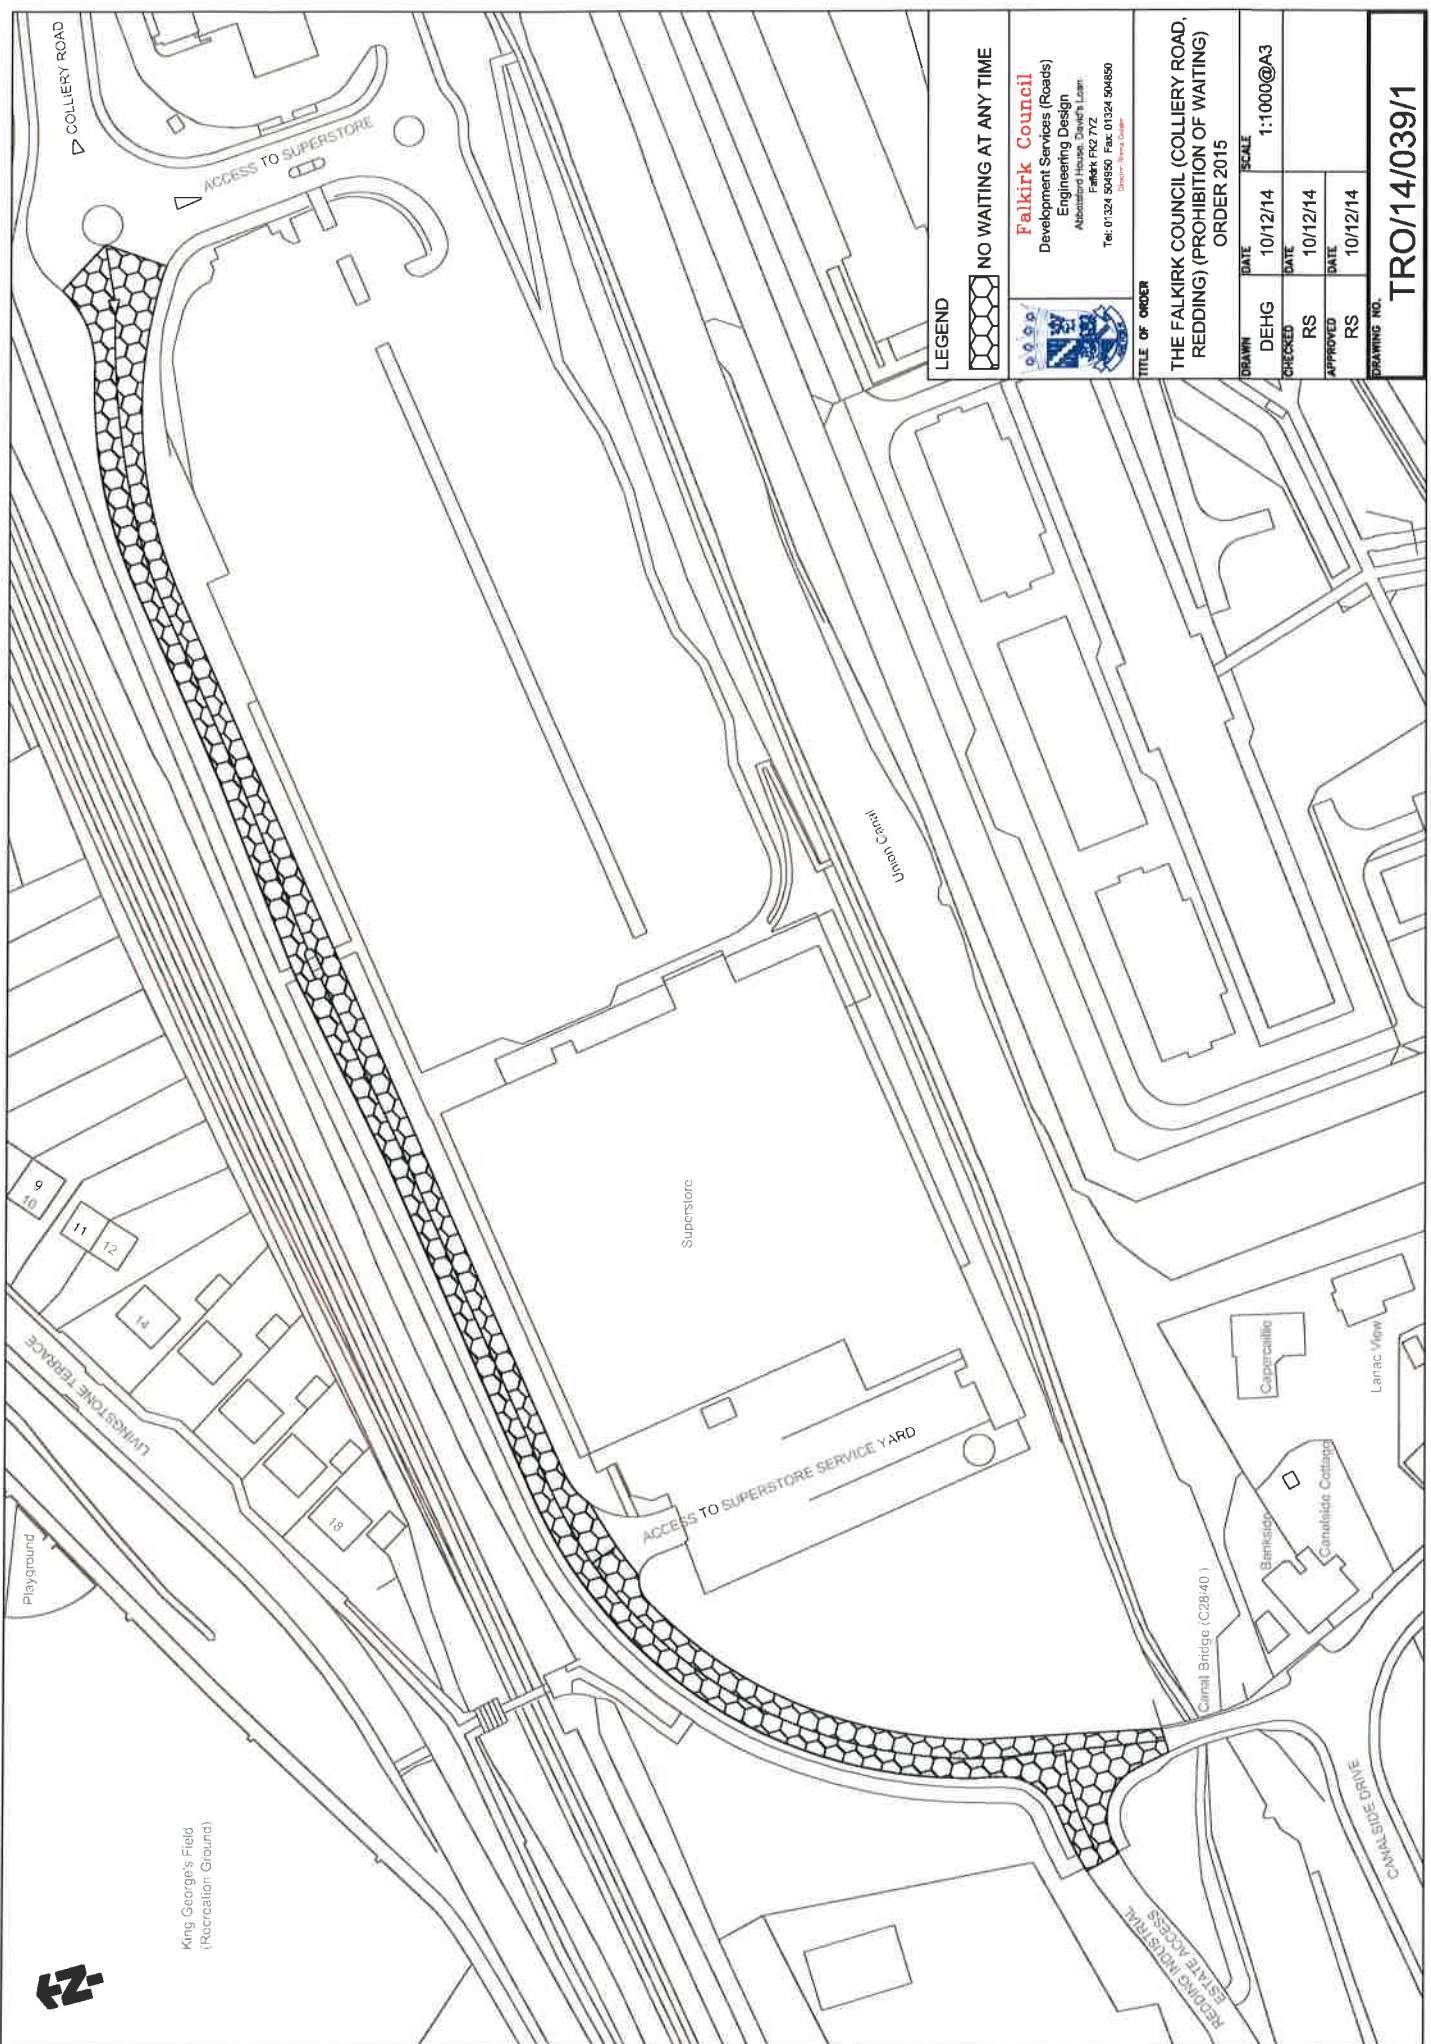 COLLIERY ROAD
ACCESS TO SUPERSTORE
LIVINGSTONE TERRACE
9
10
11
12
14
18
Playground
King George's Field
(Recreation Ground)
N
Superstore
ACCESS TO SUPERSTORE SERVICE YARD
Union Canal
Canal Bridge (C28/40)
Bankside
Canalside Cottage
Capercaillie
Lanac View
CANALSIDE DRIVE
REDDING INDUSTRIAL
ESTATE ACCESS
LEGEND
NO WAITING AT ANY TIME
Falkirk Council
Development Services (Roads)
Engineering Design
Abbotsford House, David's Loan
Falkirk FK2 7YZ
Tel: 01324 504950 Fax: 01324 504850
TITLE OF ORDER
THE FALKIRK COUNCIL (COLLIERY ROAD,
REDDING) (PROHIBITION OF WAITING)
ORDER 2015
DRAWN DATE SCALE
DEHG 10/12/14 1:1000@A3
CHECKED DATE
RS 10/12/14
APPROVED DATE
RS 10/12/14
DRAWING NO.
TRO/14/039/1